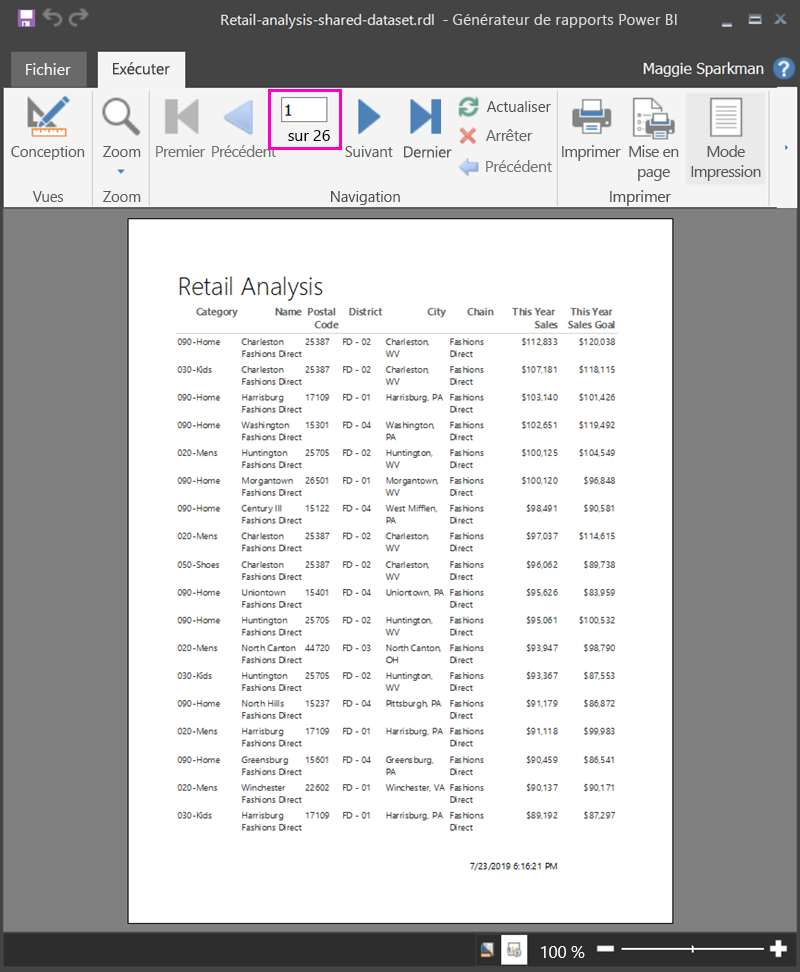 Retail-analysis-shared-dataset.rdl - Générateur de rapports Power BI
Fichier Exécuter Maggie Sparkman ?
1
sur 26
Conception Zoom Premier Précédent Suivant Dernier
Actualiser
Arrêter
Précédent
Imprimer Mise en page Mode Impression
Vues Zoom Navigation Imprimer
Retail Analysis
Category Name Postal District City Chain This Year This Year
Code Sales Sales Goal
090-Home Charleston 25387 FD - 02 Charleston, Fashions $112,833 $120,038
Fashions Direct WV Direct
030-Kids Charleston 25387 FD - 02 Charleston, Fashions $107,181 $118,115
Fashions Direct WV Direct
090-Home Harrisburg 17109 FD - 01 Harrisburg, PA Fashions $103,140 $101,426
Fashions Direct Direct
090-Home Washington 15301 FD - 04 Washington, Fashions $102,651 $119,492
Fashions Direct PA Direct
020-Mens Huntington 25705 FD - 02 Huntington, Fashions $100,125 $104,549
Fashions Direct WV Direct
090-Home Morgantown 26501 FD - 01 Morgantown, Fashions $100,120 $96,848
Fashions Direct WV Direct
090-Home Century III 15122 FD - 04 West Mifflen, Fashions $98,491 $90,581
Fashions Direct PA Direct
020-Mens Charleston 25387 FD - 02 Charleston, Fashions $97,037 $114,615
Fashions Direct WV Direct
050-Shoes Charleston 25387 FD - 02 Charleston, Fashions $96,062 $89,738
Fashions Direct WV Direct
090-Home Uniontown 15401 FD - 04 Uniontown, PA Fashions $95,626 $83,959
Fashions Direct Direct
090-Home Huntington 25705 FD - 02 Huntington, Fashions $95,061 $100,532
Fashions Direct WV Direct
020-Mens North Canton 44720 FD - 03 North Canton, Fashions $93,947 $98,790
Fashions Direct OH Direct
030-Kids Huntington 25705 FD - 02 Huntington, Fashions $93,367 $87,553
Fashions Direct WV Direct
090-Home North Hills 15237 FD - 04 Pittsburgh, PA Fashions $91,179 $86,872
Fashions Direct Direct
020-Mens Harrisburg 17109 FD - 01 Harrisburg, PA Fashions $91,118 $99,983
Fashions Direct Direct
090-Home Greensburg 15601 FD - 04 Greensburg, Fashions $90,459 $86,541
Fashions Direct PA Direct
020-Mens Winchester 22602 FD - 01 Winchester, VA Fashions $90,137 $90,171
Fashions Direct Direct
030-Kids Harrisburg 17109 FD - 01 Harrisburg, PA Fashions $89,192 $87,297
Fashions Direct Direct
7/23/2019 6:16:21 PM
100 %